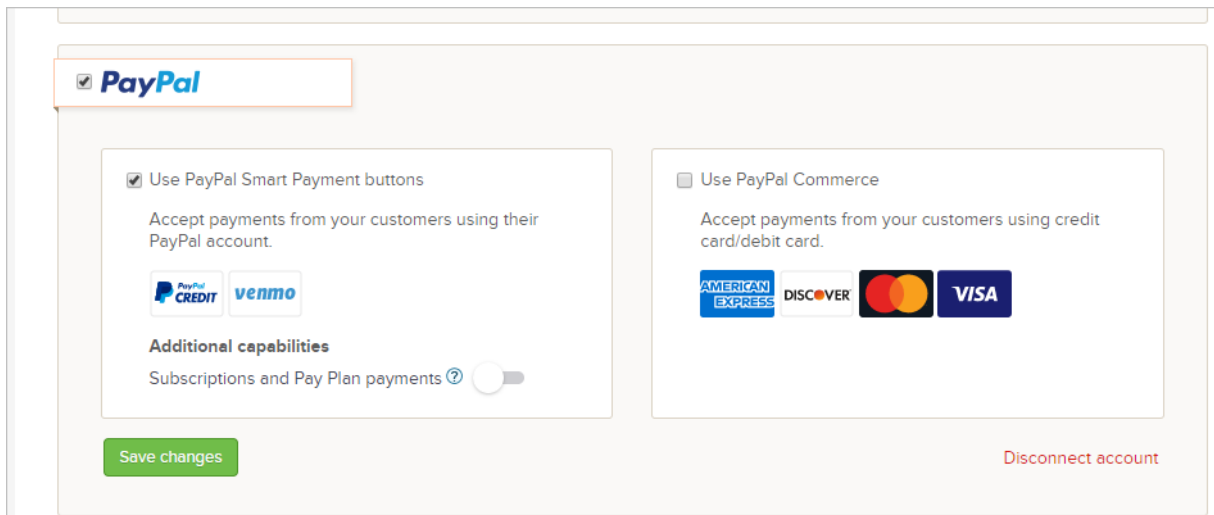 PayPal
Use PayPal Smart Payment buttons
Accept payments from your customers using their
PayPal account.
PayPal
CREDIT
venmo
Additional capabilities
Subscriptions and Pay Plan payments ?
Use PayPal Commerce
Accept payments from your customers using credit
card/debit card.
AMERICAN
EXPRESS
DISCOVER
VISA
Save changes
Disconnect account